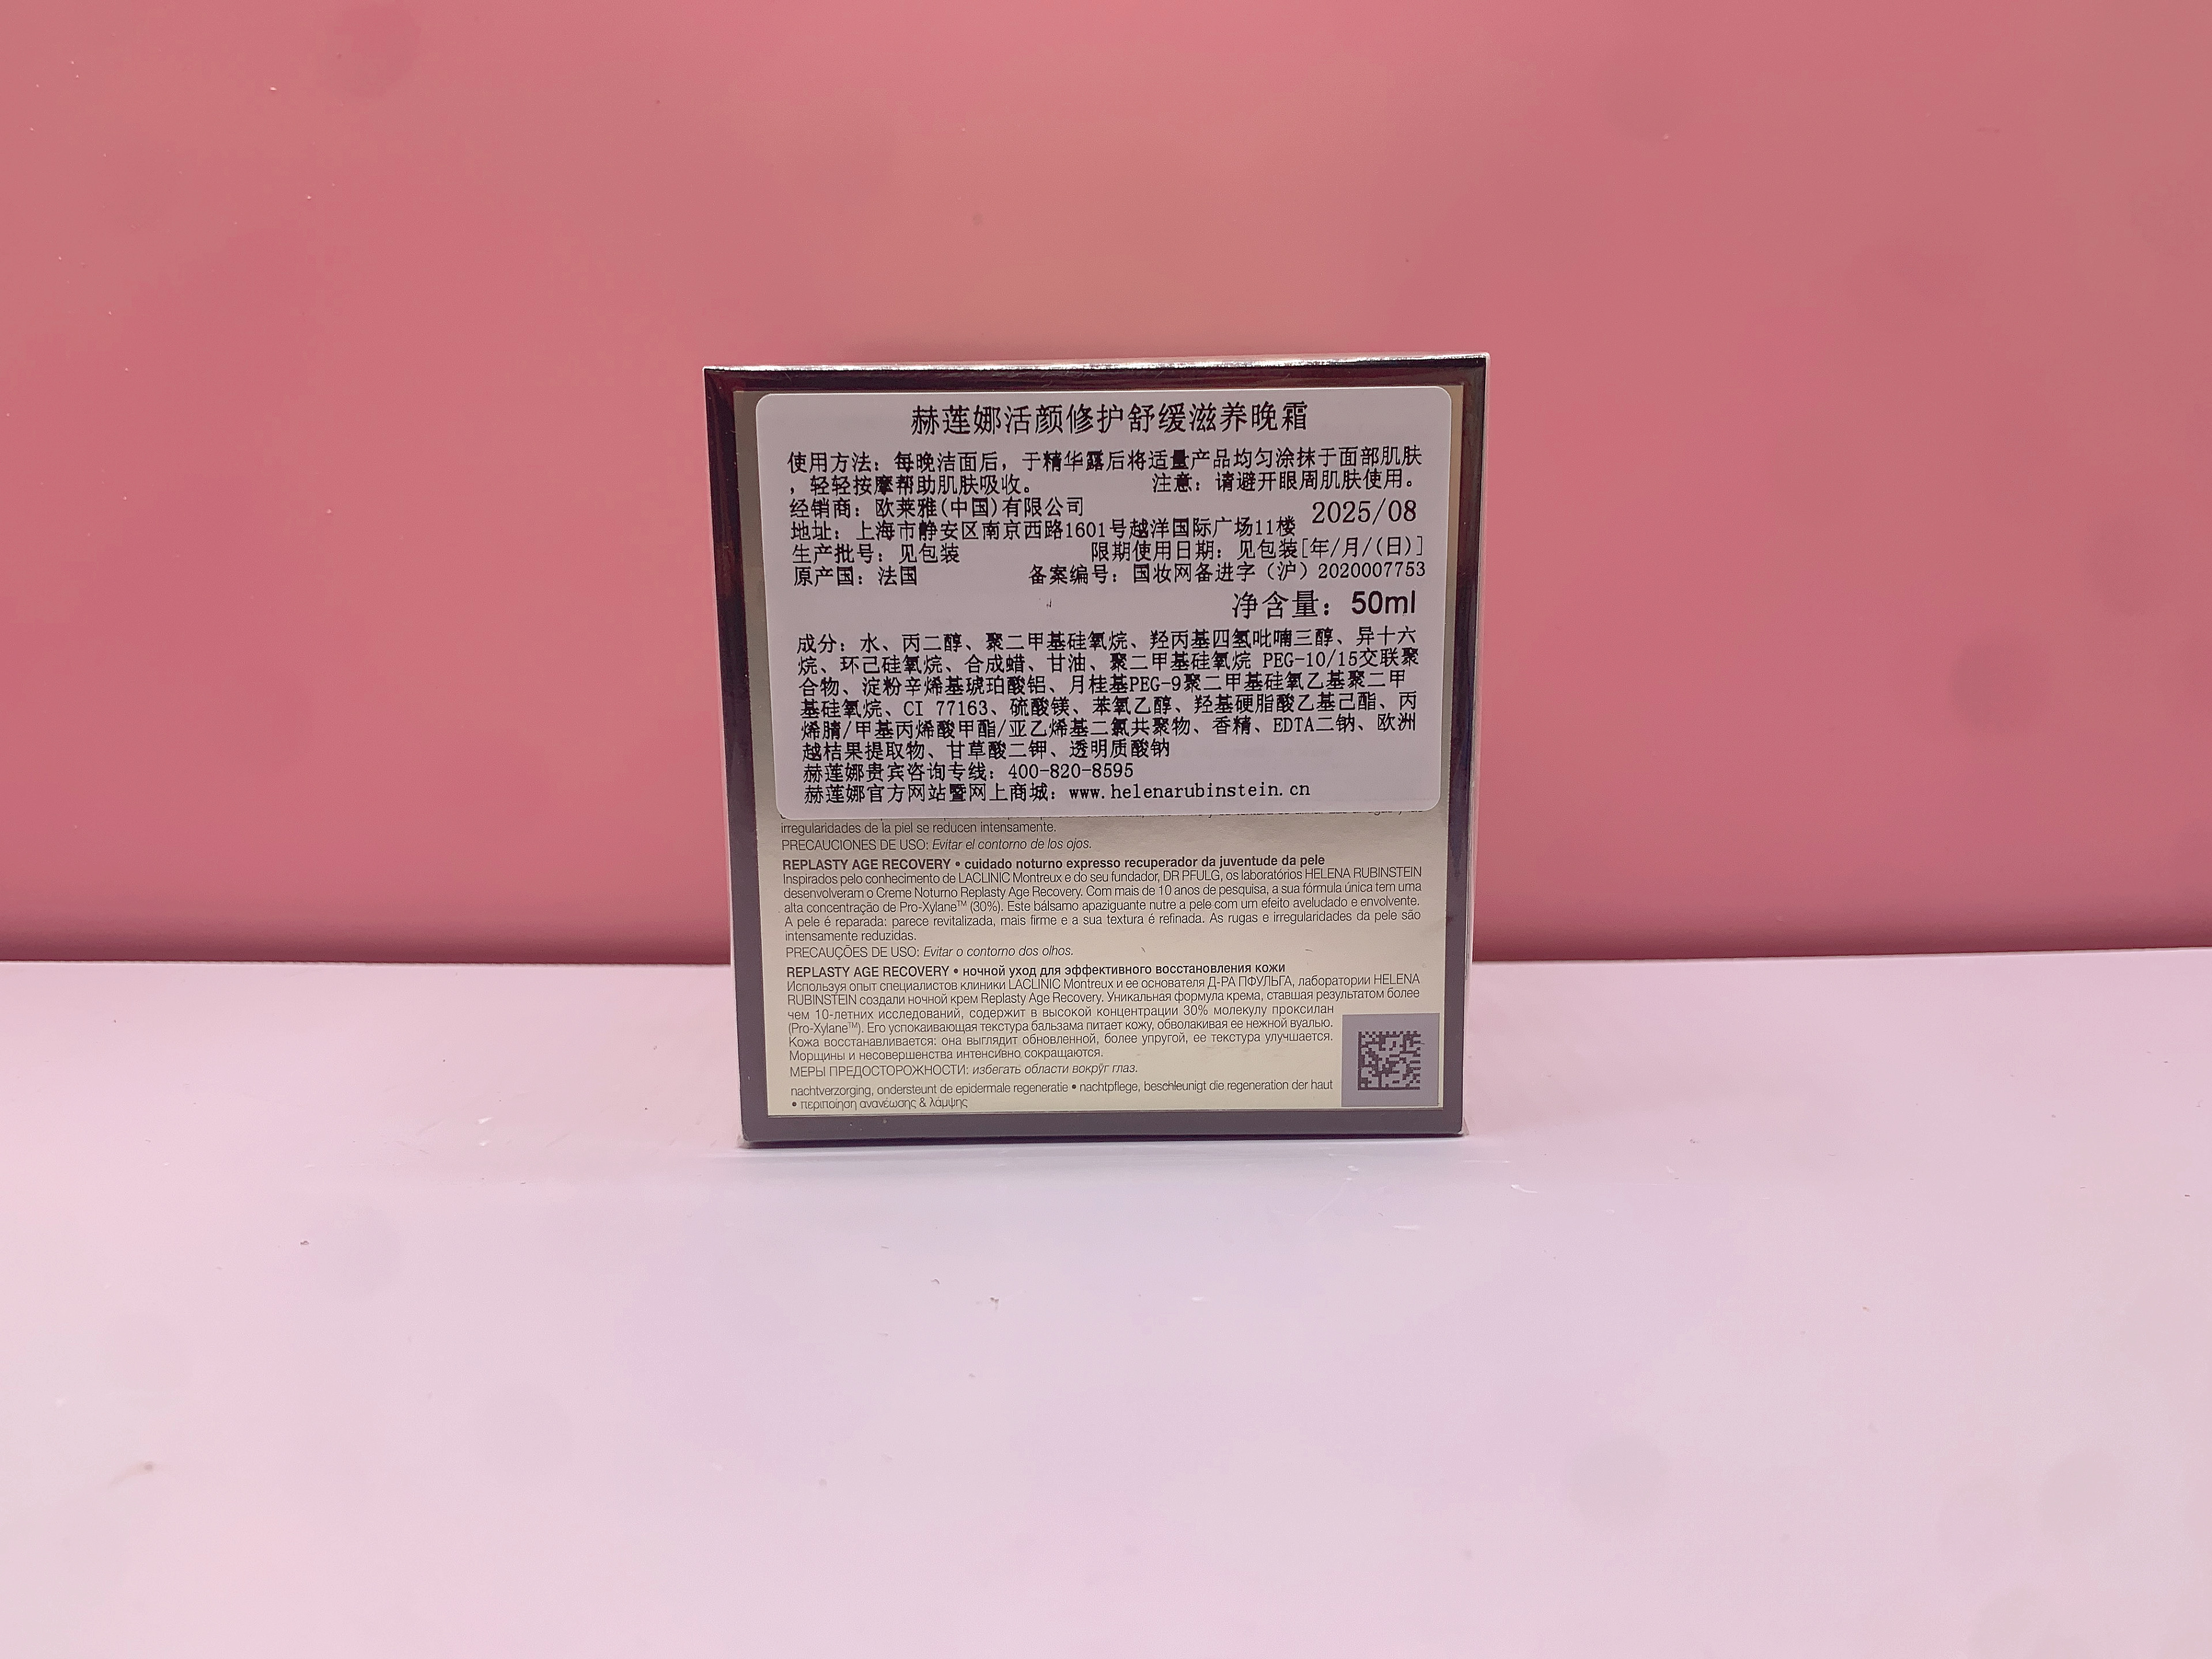 赫莲娜活颜修护舒缓滋养晚霜
使用方法：每晚洁面后，于精华露后将适量产品均匀涂抹于面部肌肤
，轻轻按摩帮助肌肤吸收。 注意：请避开眼周肌肤使用。
经销商：欧莱雅(中国)有限公司 2025/08
地址：上海市静安区南京西路1601号越洋国际广场11楼
生产批号：见包装 限期使用日期：见包装[年/月/(日)]
原产国：法国 备案编号：国妆网备进字（沪）2020007753
净含量：50ml
成分：水、丙二醇、聚二甲基硅氧烷、羟丙基四氢吡喃三醇、异十六
烷、环己硅氧烷、合成蜡、甘油、聚二甲基硅氧烷 PEG-10/15交联聚
合物、淀粉辛烯基琥珀酸铝、月桂基PEG-9聚二甲基硅氧乙基聚二甲
基硅氧烷、CI 77163、硫酸镁、苯氧乙醇、羟基硬脂酸乙基己酯、丙
烯腈/甲基丙烯酸甲酯/亚乙烯基二氯共聚物、香精、EDTA二钠、欧洲
越桔果提取物、甘草酸二钾、透明质酸钠
赫莲娜贵宾咨询专线：400-820-8595
赫莲娜官方网站暨网上商城：www.helenarubinstein.cn
irregularidades de la piel se reducen intensamente.
PRECAUCIONES DE USO: Evitar el contorno de los ojos.
REPLASTY AGE RECOVERY • cuidado noturno expresso recuperador da juventude da pele
Inspirados pelo conhecimento de LACLINIC Montreux e do seu fundador, DR PFULG, os laboratórios HELENA RUBINSTEIN
desenvolveram o Creme Noturno Replasty Age Recovery. Com mais de 10 anos de pesquisa, a sua fórmula única tem uma
alta concentração de Pro-Xylane™ (30%). Este bálsamo apaziguante nutre a pele com um efeito aveludado e envolvente.
A pele é reparada: parece revitalizada, mais firme e a sua textura é refinada. As rugas e irregularidades da pele são
intensamente reduzidas.
PRECAUÇÕES DE USO: Evitar o contorno dos olhos.
REPLASTY AGE RECOVERY • ночной уход для эффективного восстановления кожи
Используя опыт специалистов клиники LACLINIC Montreux и ее основателя Д-РА ПФУЛЬГА, лаборатории HELENA
RUBINSTEIN создали ночной крем Replasty Age Recovery. Уникальная формула крема, ставшая результатом более
чем 10-летних исследований, содержит в высокой концентрации 30% молекулу проксилан
(Pro-Xylane™). Его успокаивающая текстура бальзама питает кожу, обволакивая ее нежной вуалью.
Кожа восстанавливается: она выглядит обновленной, более упругой, ее текстура улучшается.
Морщины и несовершенства интенсивно сокращаются.
МЕРЫ ПРЕДОСТОРОЖНОСТИ: избегать области вокруг глаз.
nachtverzorging, ondersteunt de epidermale regeneratie • nachtpflege, beschleunigt die regeneration der haut
• περιποίηση ανανέωσης & λάμψης